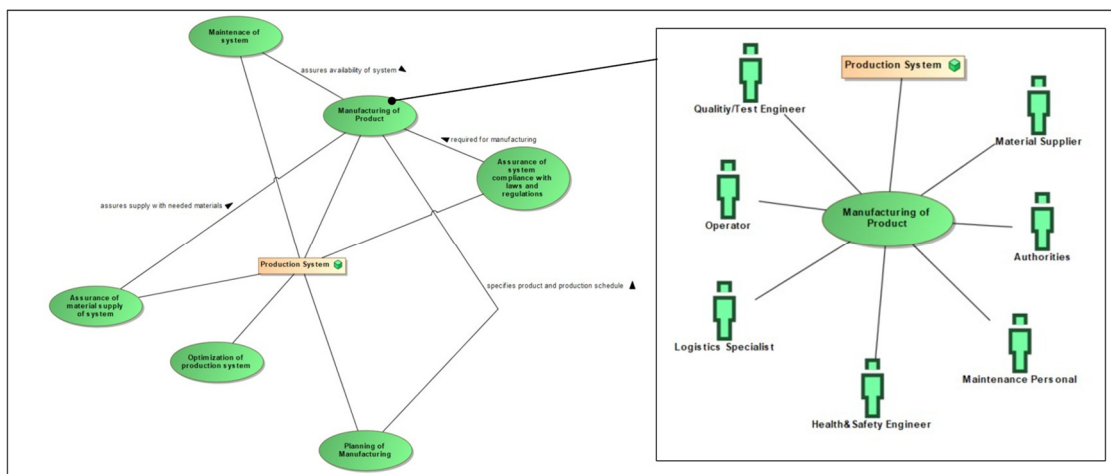 Maintenace of
system
assures availability of system
Manufacturing of
Product
required for manufacturing
Assurance of
system
compliance with
laws and
regulations
assures supply with needed materials
Production System
Assurance of
material supply
of system
specifies product and production schedule
Optimization of
production system
Planning of
Manufacturing
Production System
Qualitiy/Test Engineer
Material Supplier
Manufacturing of
Product
Operator
Authorities
Logistics Specialist
Maintenance Personal
Health&Safety Engineer